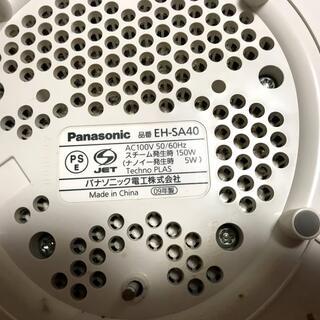 Panasonic 品番 EH-SA40
PS
E
S
JET
AC100V 50/60Hz
スチーム発生時 150W
(ナノイー発生時 5W)
Techno PLAS
パナソニック電工株式会社
Made in China 09年製